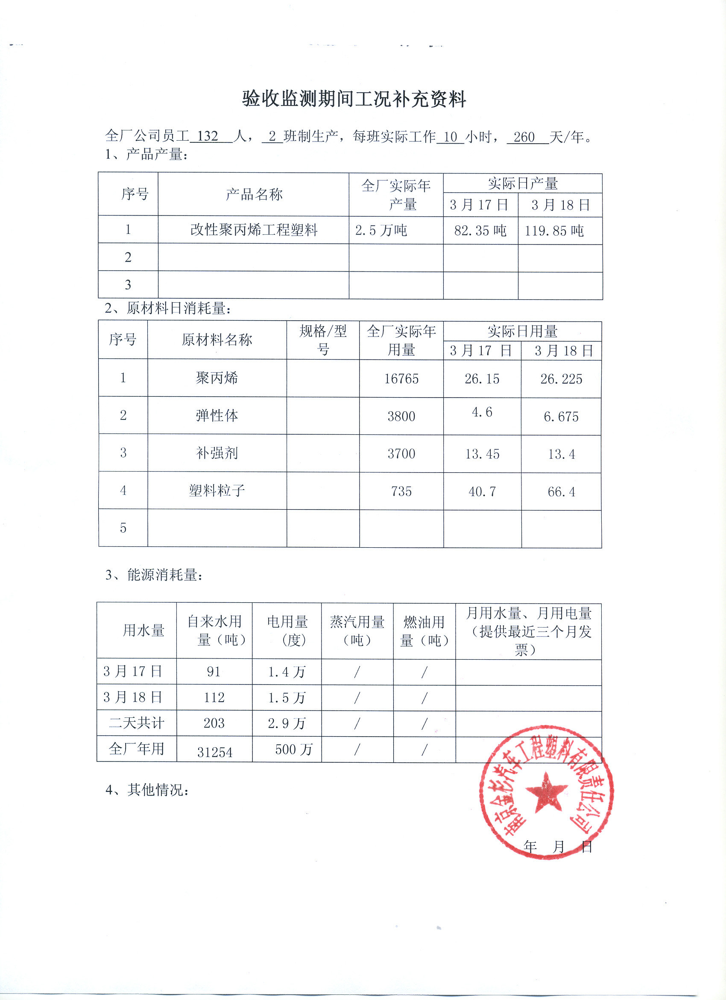 验收监测期间工况补充资料
全厂公司员工 132 人， 2 班制生产，每班实际工作 10 小时， 260 天/年。
1、产品产量：
序号 产品名称 全厂实际年产量 实际日产量
3月17日 3月18日
1 改性聚丙烯工程塑料 2.5万吨 82.35吨 119.85吨
2
3
2、原材料日消耗量：
序号 原材料名称 规格/型号 全厂实际年用量 实际日用量
3月17日 3月18日
1 聚丙烯 16765 26.15 26.225
2 弹性体 3800 4.6 6.675
3 补强剂 3700 13.45 13.4
4 塑料粒子 735 40.7 66.4
5
3、能源消耗量：
用水量 自来水用量（吨） 电用量（度） 蒸汽用量（吨） 燃油用量（吨） 月用水量、月用电量（提供最近三个月发票）
3月17日 91 1.4万 / /
3月18日 112 1.5万 / /
二天共计 203 2.9万 / /
全厂年用 31254 500万 / /
4、其他情况：
南京金杉汽车工程塑料有限责任公司
年 月 日